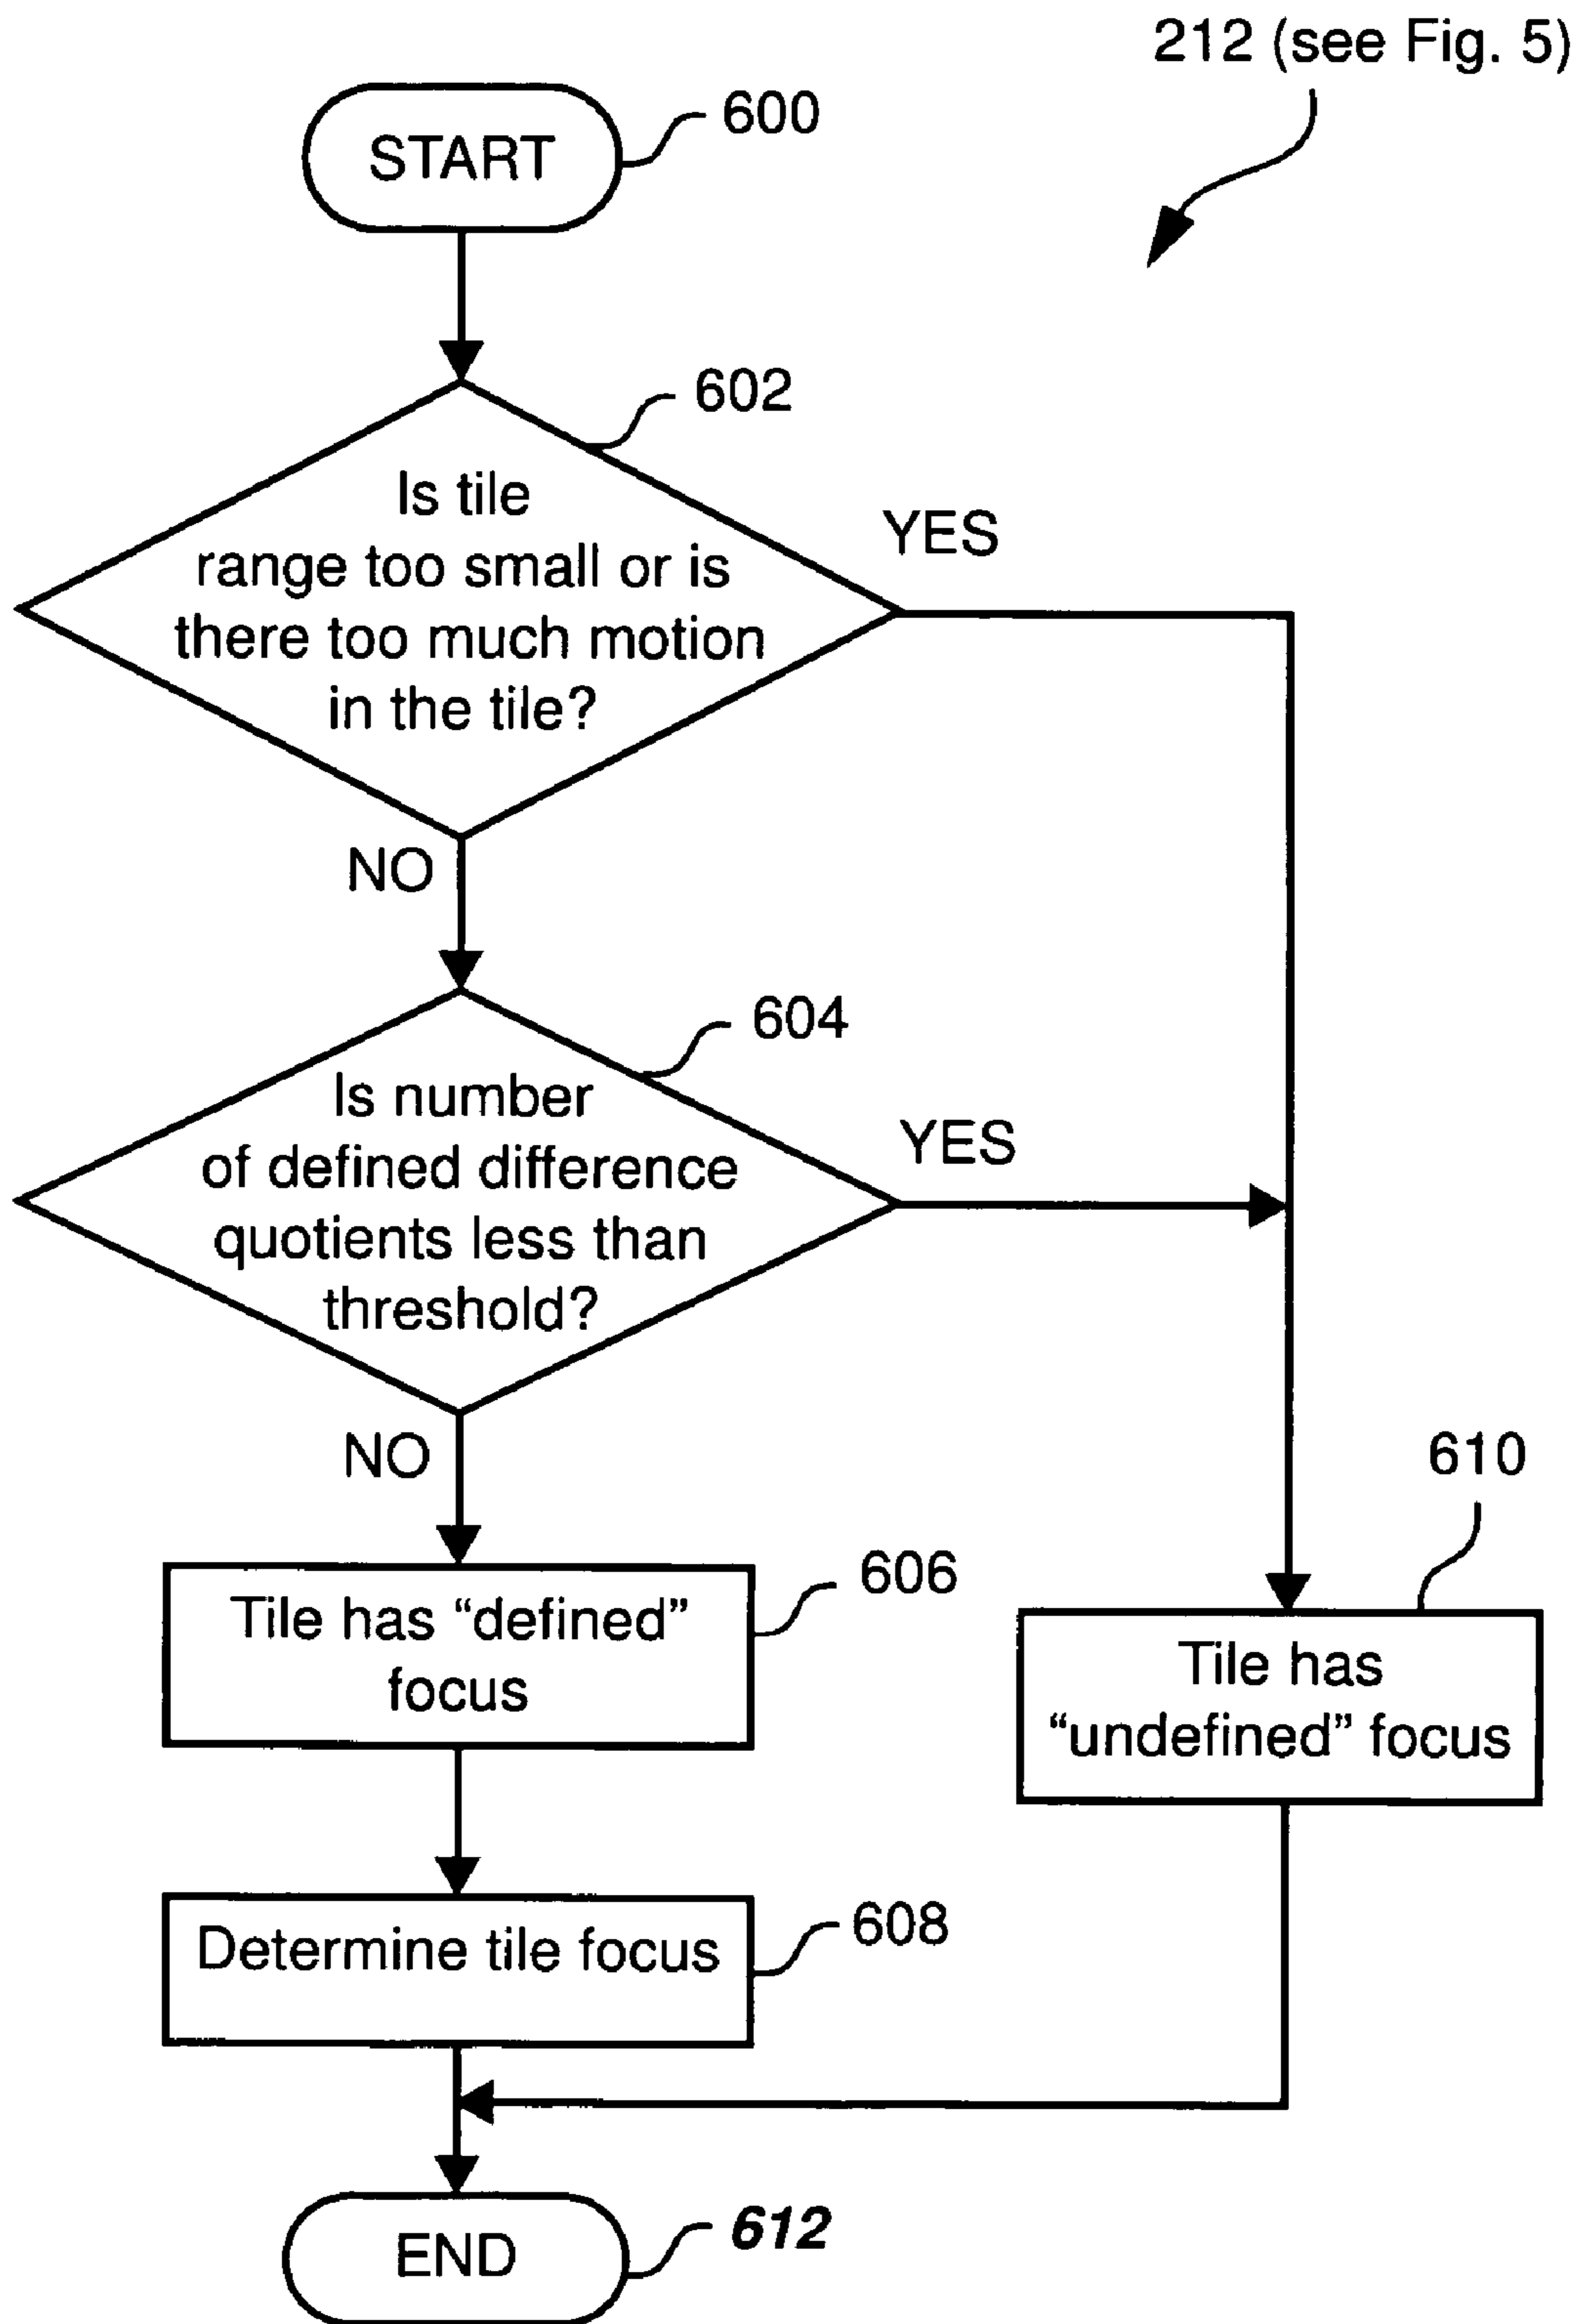 212 (see Fig. 5)
START
600
602
Is tile
range too small or is
there too much motion
in the tile?
YES
NO
604
Is number
of defined difference
quotients less than
threshold?
YES
NO
606
Tile has “defined”
focus
610
Tile has
“undefined” focus
608
Determine tile focus
END
612